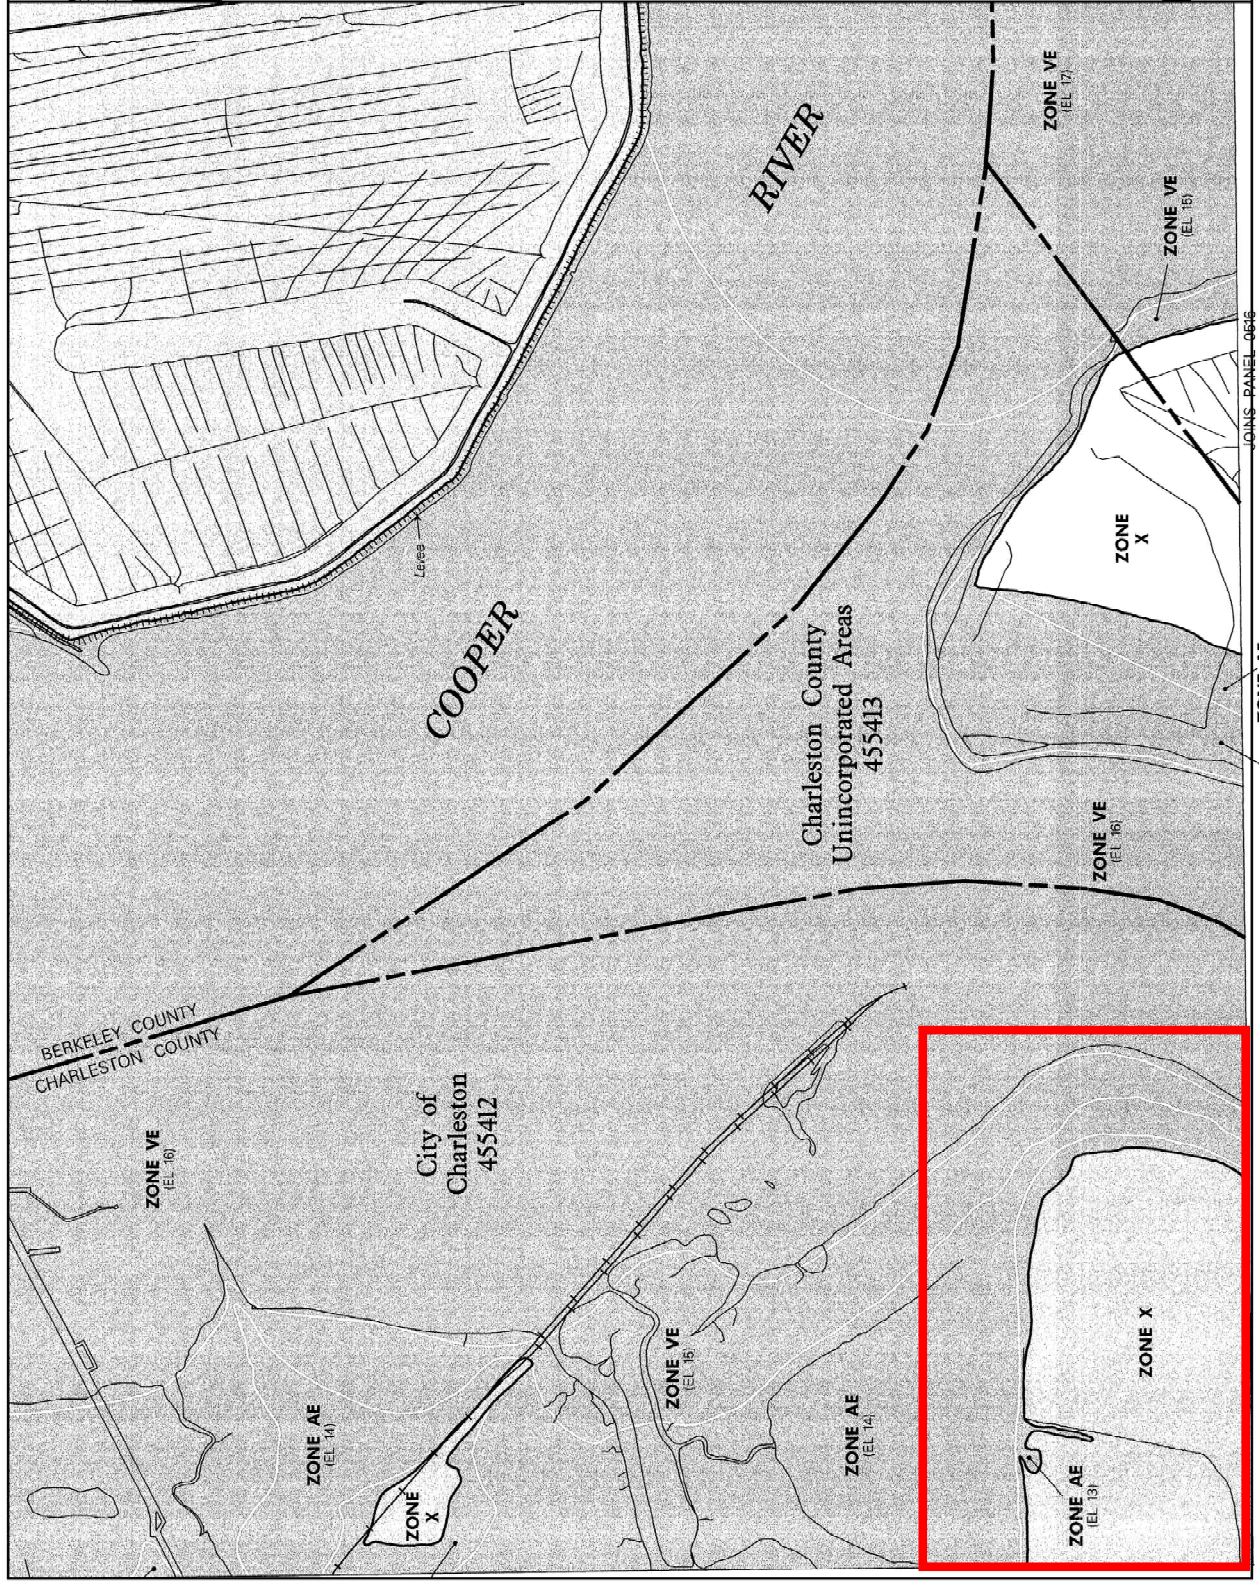 ZONE VE
(EL 17)
RIVER
ZONE VE
(EL 15)
JOINS PANEL 0516
ZONE
X
Levee
COOPER
Charleston County
Unincorporated Areas
455413
ZONE VE
(EL 16)
BERKELEY COUNTY
CHARLESTON COUNTY
City of
Charleston
455412
ZONE VE
(EL 16)
ZONE VE
(EL 15)
ZONE AE
(EL 14)
ZONE AE
(EL 14)
ZONE
X
ZONE X
ZONE AE
(EL 13)